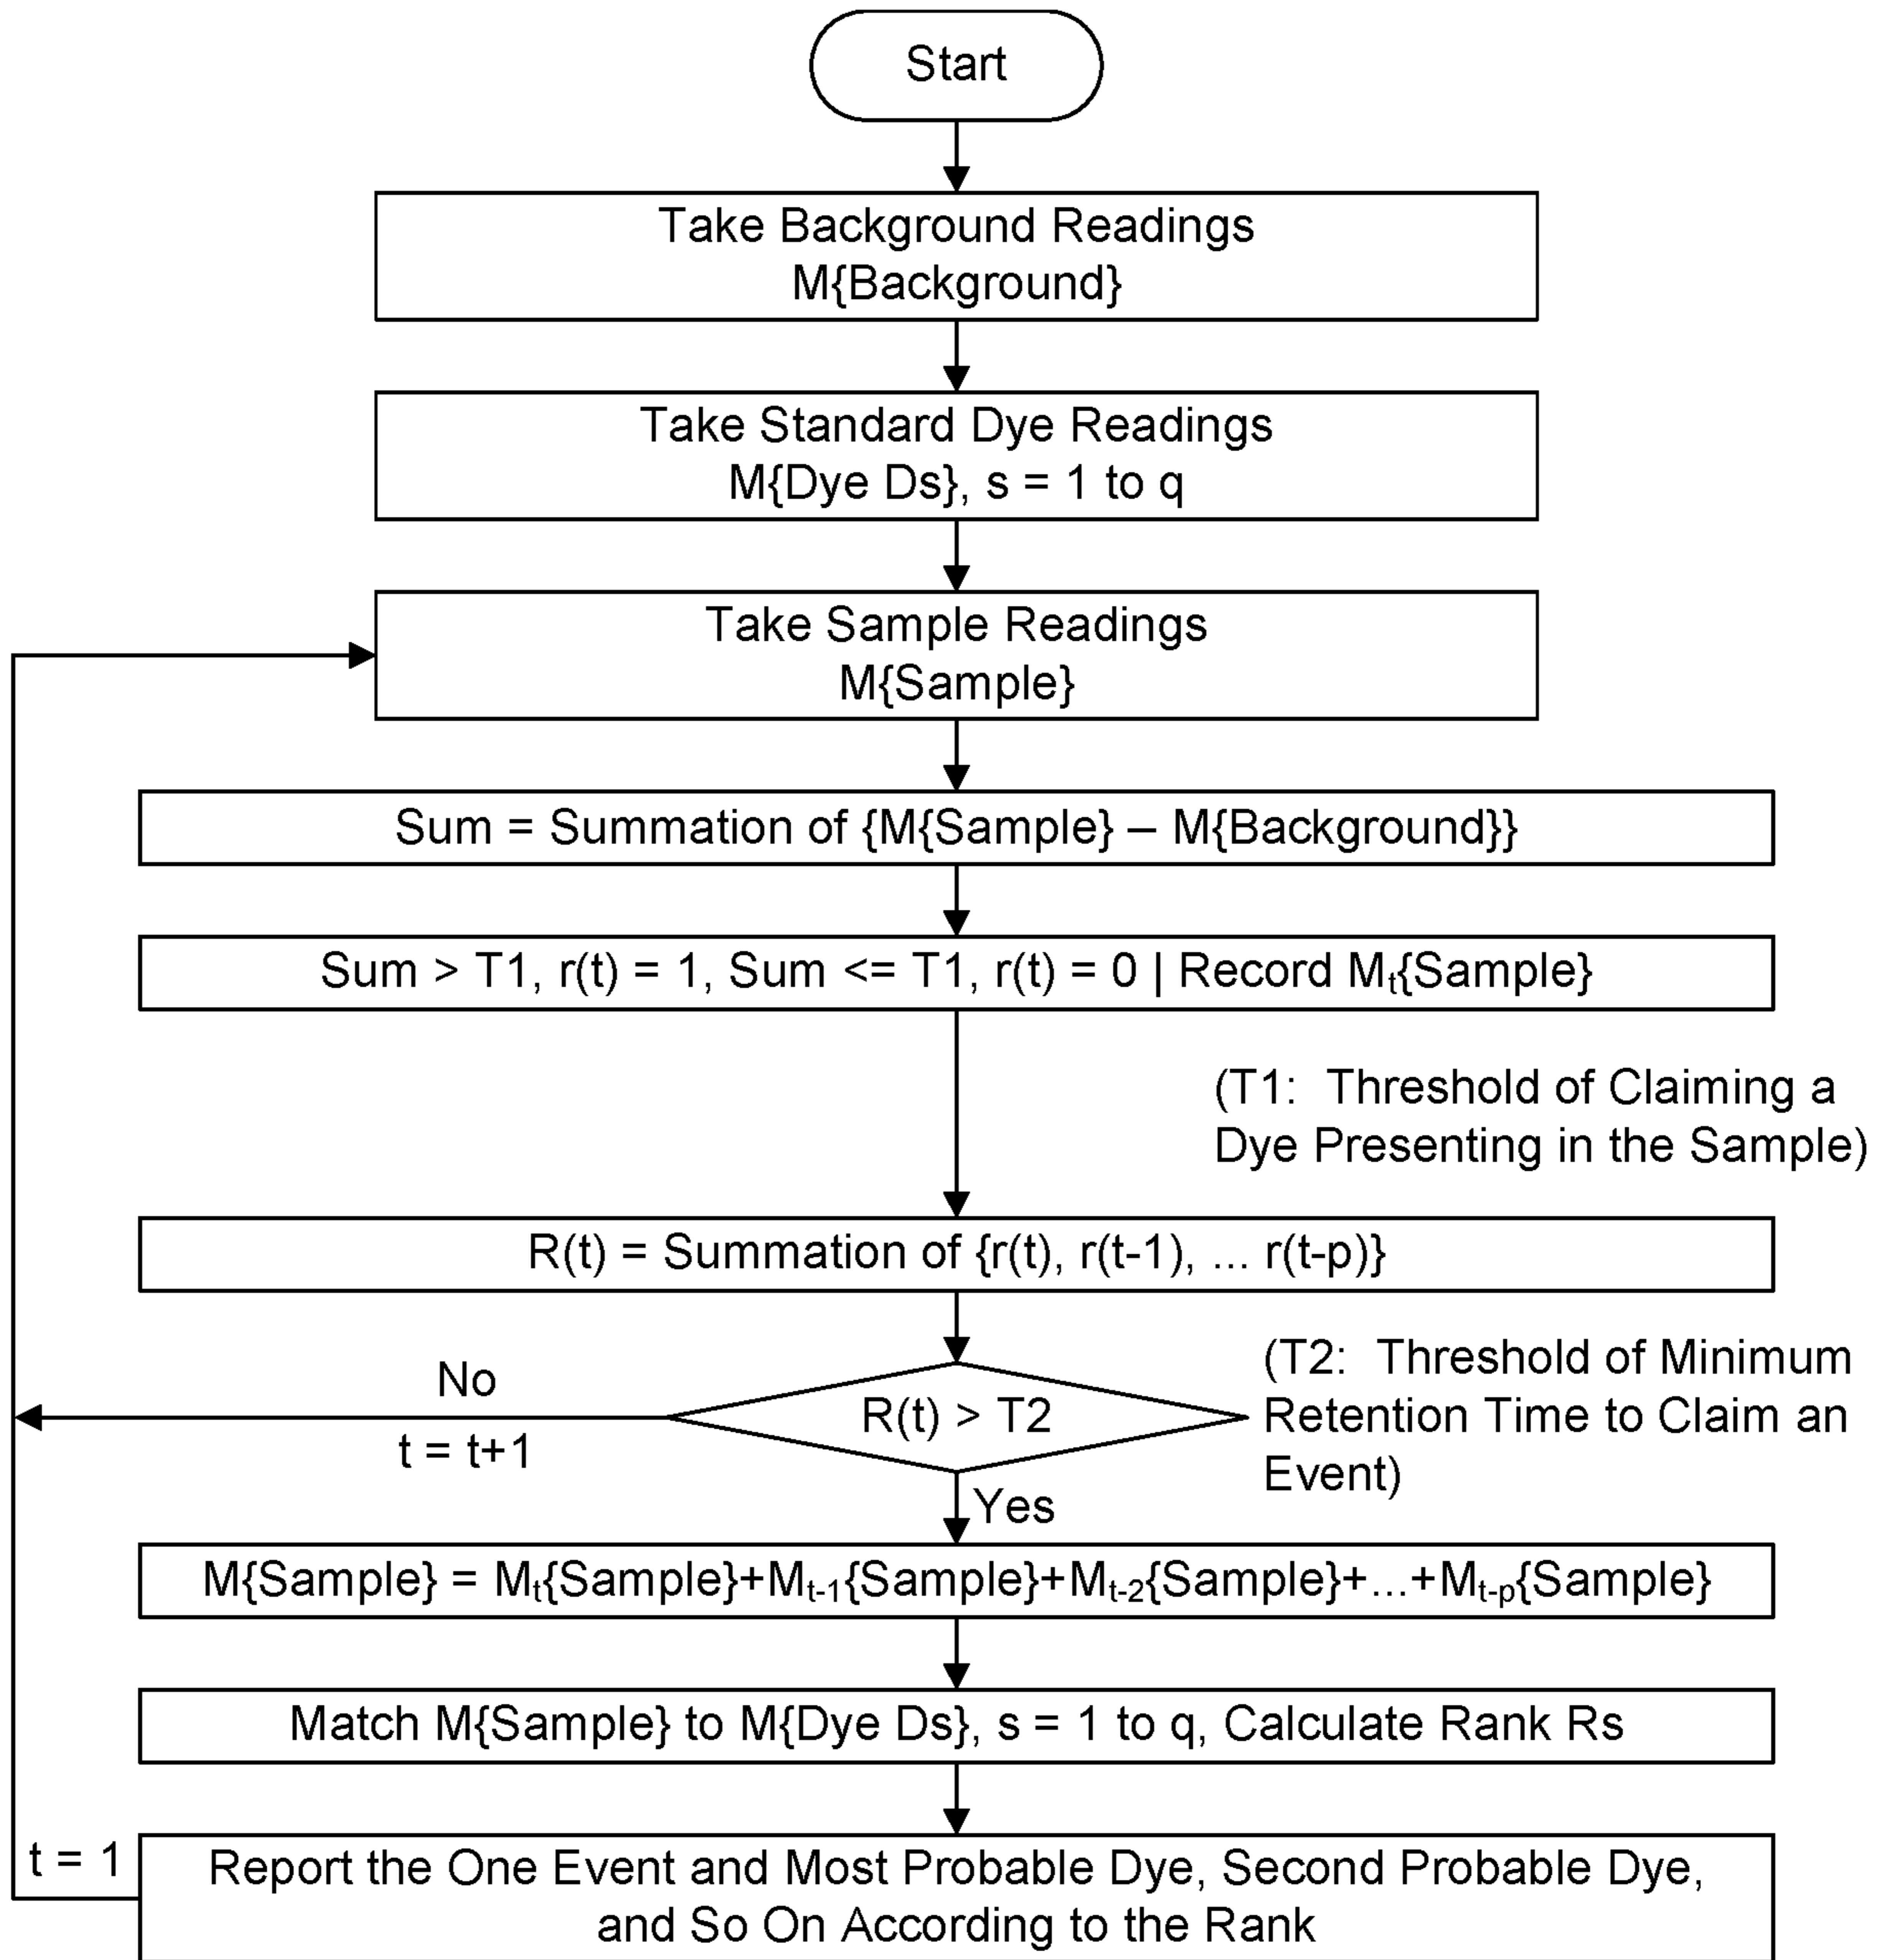 Start
Take Background Readings
M{Background}
Take Standard Dye Readings
M{Dye Ds}, s = 1 to q
Take Sample Readings
M{Sample}
Sum = Summation of {M{Sample} – M{Background}}
Sum > T1, r(t) = 1, Sum <= T1, r(t) = 0 | Record Mt{Sample}
(T1: Threshold of Claiming a
Dye Presenting in the Sample)
R(t) = Summation of {r(t), r(t-1), ... r(t-p)}
No
t = t+1
R(t) > T2
(T2: Threshold of Minimum
Retention Time to Claim an
Event)
Yes
M{Sample} = Mt{Sample}+Mt-1{Sample}+Mt-2{Sample}+...+Mt-p{Sample}
Match M{Sample} to M{Dye Ds}, s = 1 to q, Calculate Rank Rs
t = 1
Report the One Event and Most Probable Dye, Second Probable Dye,
and So On According to the Rank